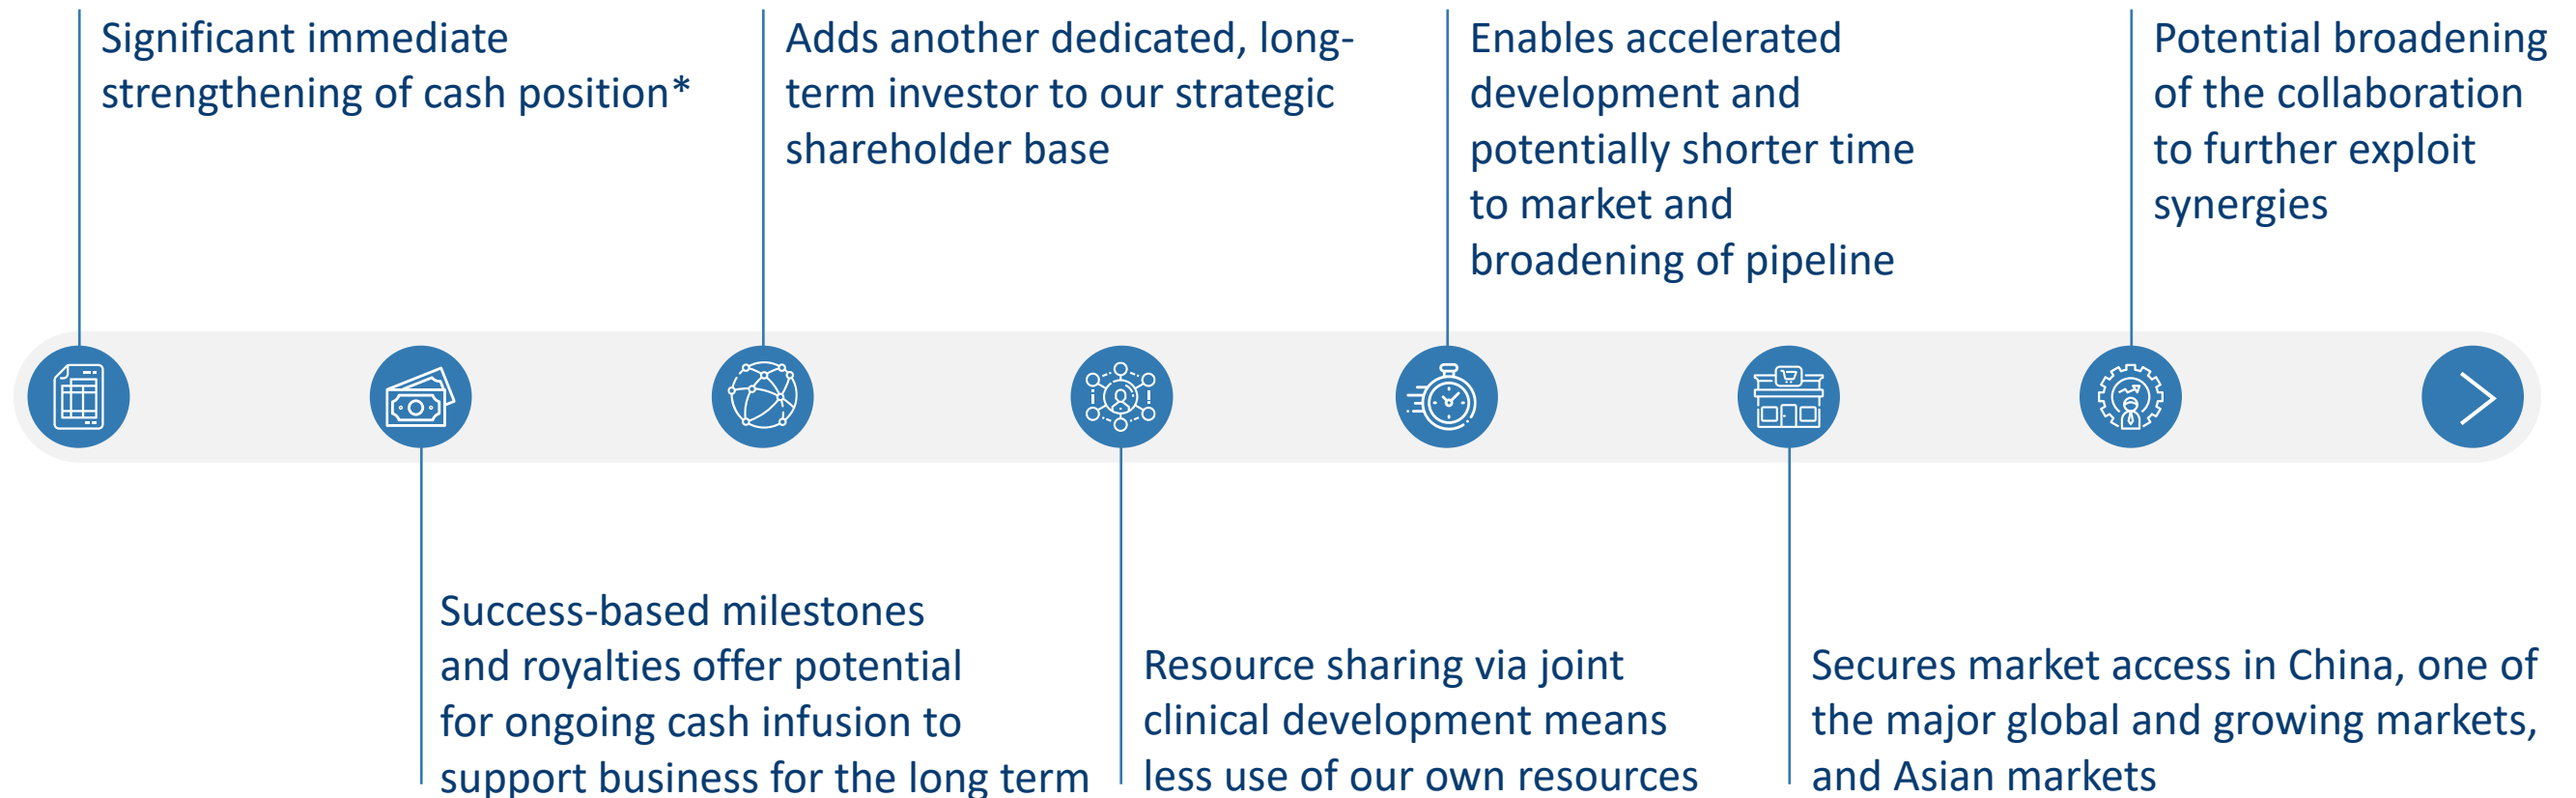 Significant immediate
strengthening of cash position*
Adds another dedicated, long-
term investor to our strategic
shareholder base
Enables accelerated
development and
potentially shorter time
to market and
broadening of pipeline
Potential broadening
of the collaboration
to further exploit
synergies
Success-based milestones
and royalties offer potential
for ongoing cash infusion to
support business for the long term
Resource sharing via joint
clinical development means
less use of our own resources
Secures market access in China, one of
the major global and growing markets,
and Asian markets